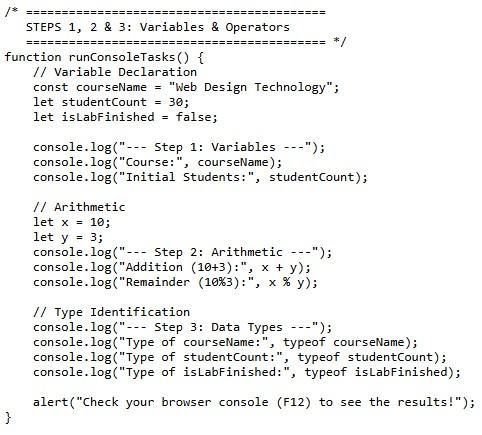 /* ==========================================
STEPS 1, 2 & 3: Variables & Operators
========================================== */
function runConsoleTasks() {
// Variable Declaration
const courseName = "Web Design Technology";
let studentCount = 30;
let isLabFinished = false;
console.log("--- Step 1: Variables ---");
console.log("Course:", courseName);
console.log("Initial Students:", studentCount);
// Arithmetic
let x = 10;
let y = 3;
console.log("--- Step 2: Arithmetic ---");
console.log("Addition (10+3):", x + y);
console.log("Remainder (10%3):", x % y);
// Type Identification
console.log("--- Step 3: Data Types ---");
console.log("Type of courseName:", typeof courseName);
console.log("Type of studentCount:", typeof studentCount);
console.log("Type of isLabFinished:", typeof isLabFinished);
alert("Check your browser console (F12) to see the results!");
}